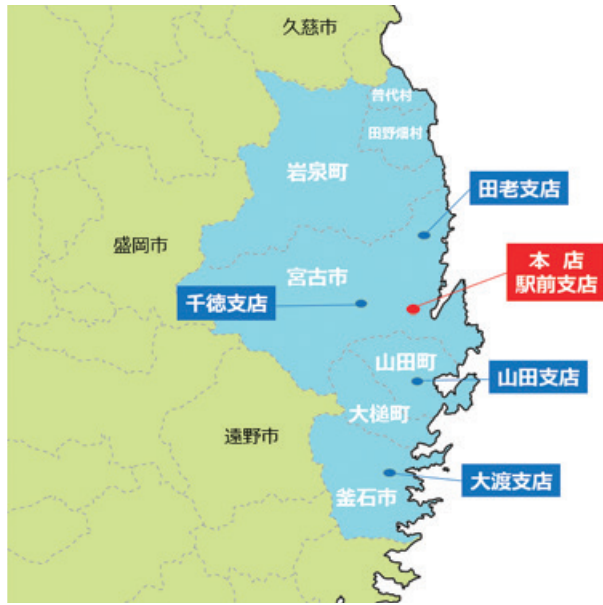 久慈市
普代村
田野畑村
岩泉町
田老支店
盛岡市
本 店
駅前支店
宮古市
千徳支店
山田町
山田支店
大槌町
遠野市
大渡支店
釜石市